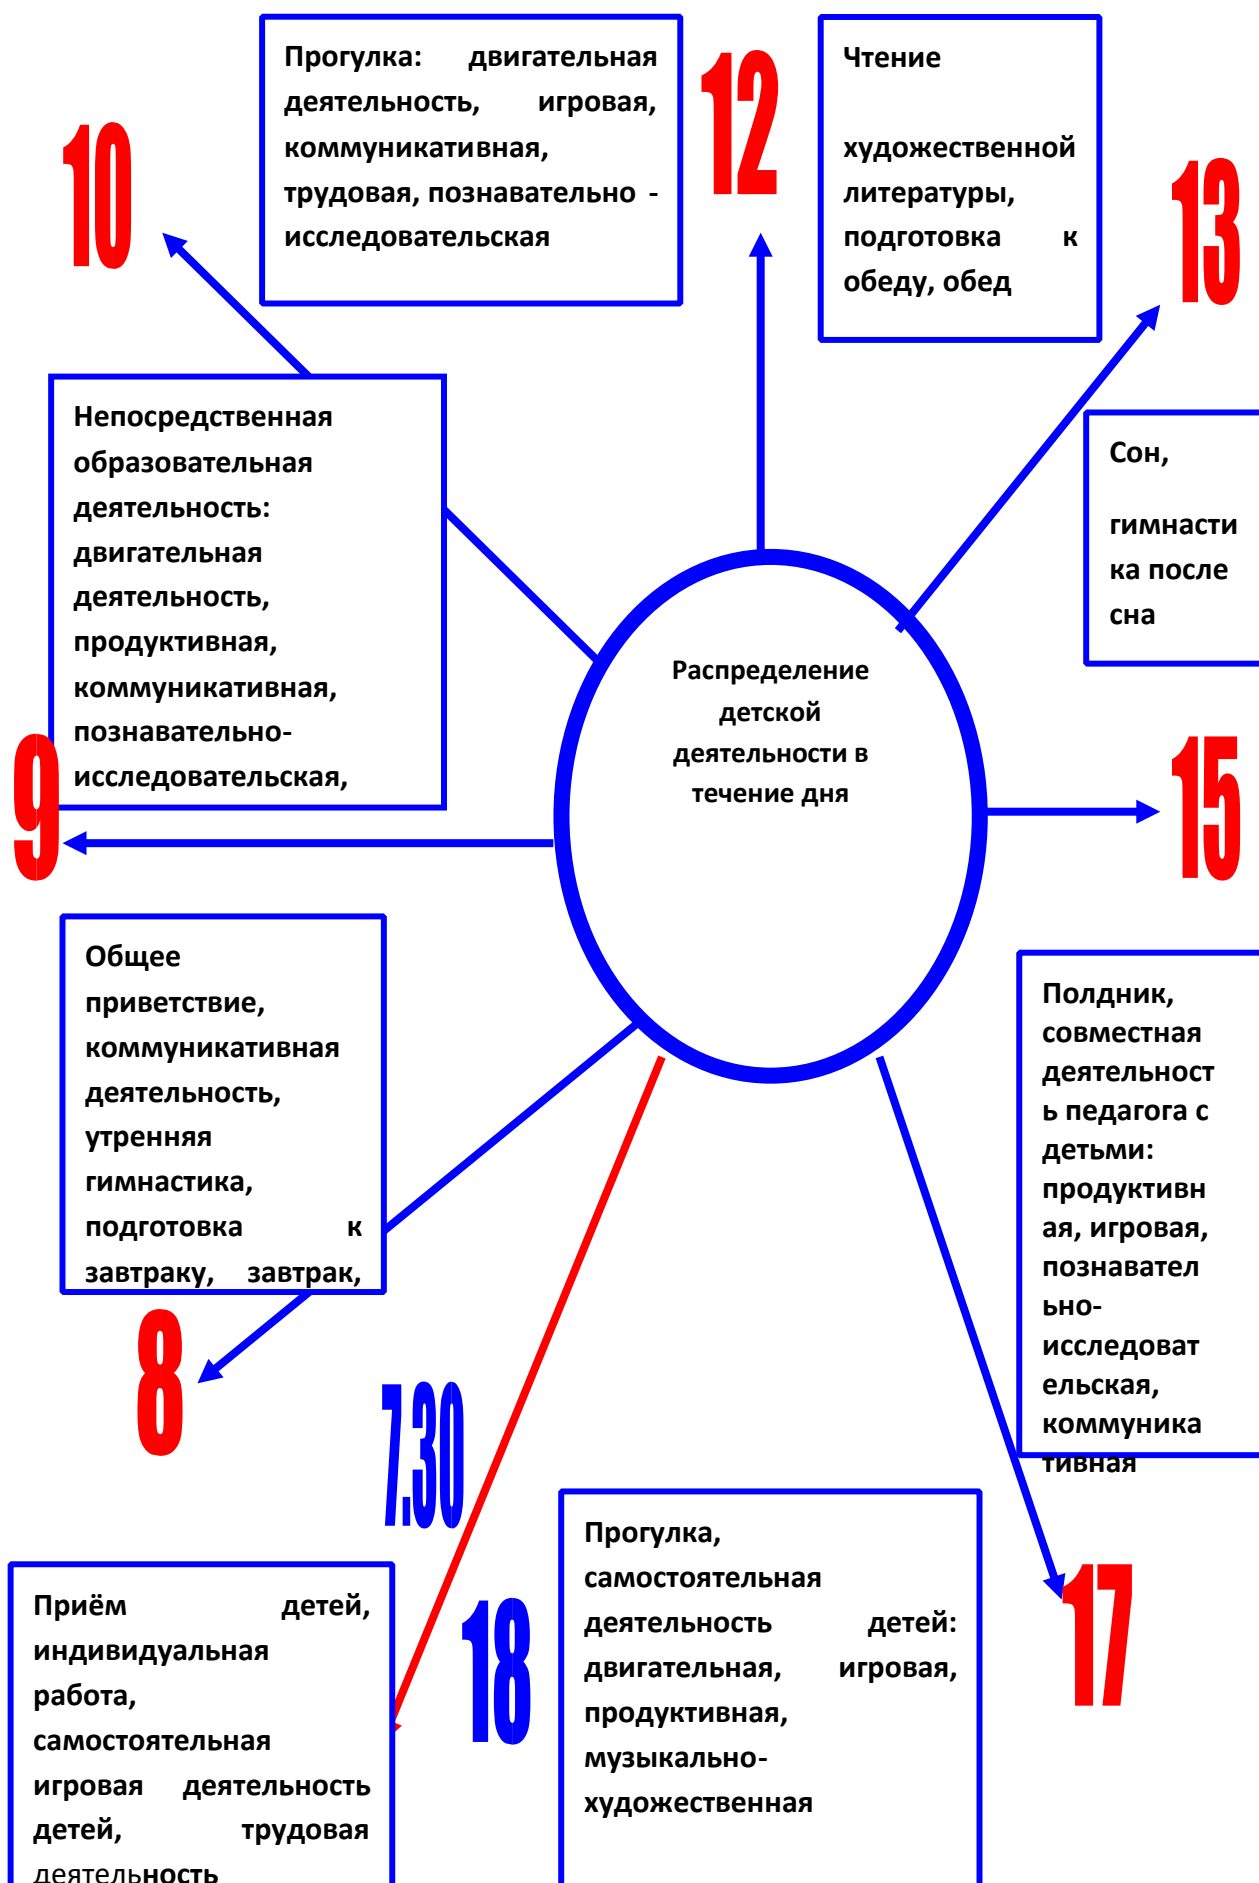 Прогулка: двигательная
деятельность, игровая,
коммуникативная,
трудовая, познавательно -
исследовательская
12
Чтение
художественной
литературы,
подготовка к
обеду, обед
10
13
Непосредственная
образовательная
деятельность:
двигательная
деятельность,
продуктивная,
коммуникативная,
познавательно-
исследовательская,
Сон,
гимнасти
ка после
сна
Распределение
детской
деятельности в
течение дня
9
15
Общее
приветствие,
коммуникативная
деятельность,
утренняя
гимнастика,
подготовка к
завтраку, завтрак,
Полдник,
совместная
деятельност
ь педагога с
детьми:
продуктивн
ая, игровая,
познавател
ьно-
исследоват
ельская,
коммуника
тивная
8
7.30
Прогулка,
самостоятельная
деятельность детей:
двигательная, игровая,
продуктивная,
музыкально-
художественная
17
18
Приём детей,
индивидуальная
работа,
самостоятельная
игровая деятельность
детей, трудовая
деятельность